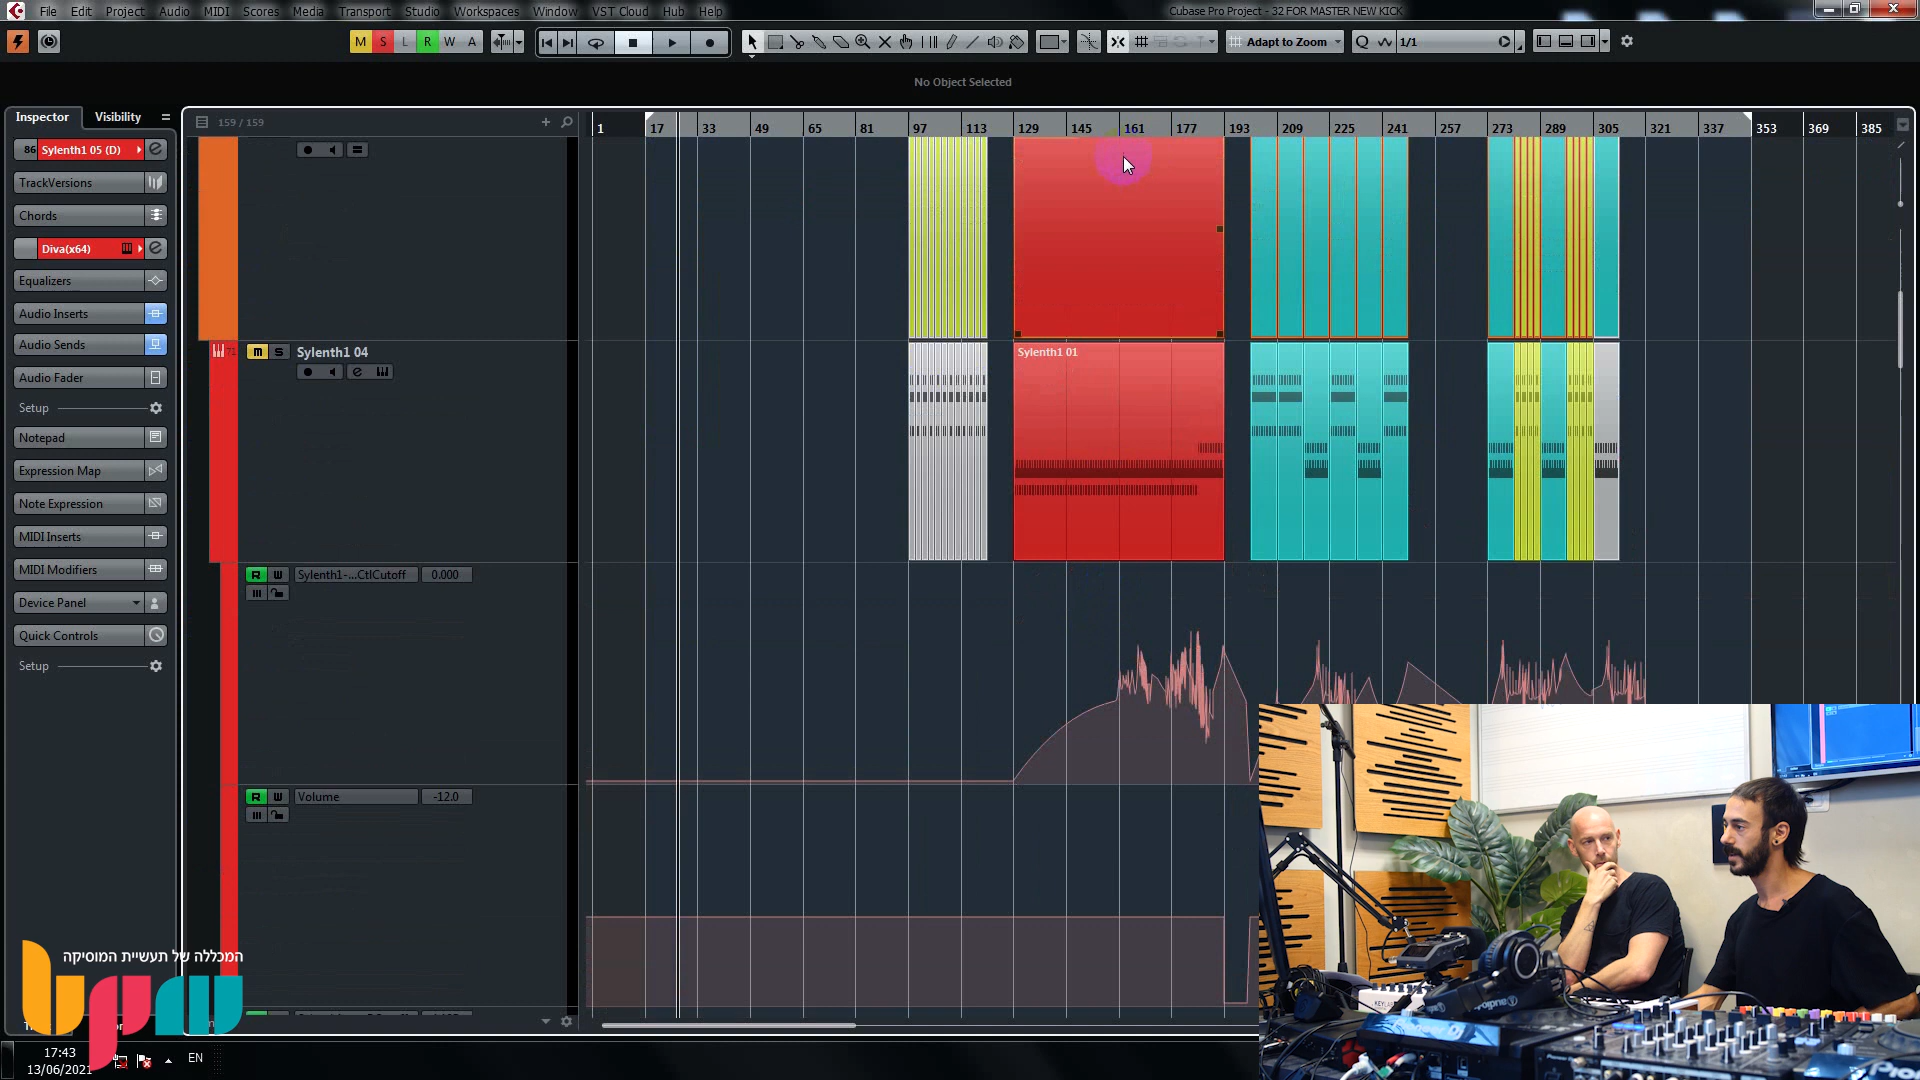 File Edit Project Audio MIDI Scores Media Transport Studio Workspaces Window VST Cloud Hub Help
Cubase Pro Project - 32 FOR MASTER NEW KICK
M S L R W A
Adapt to Zoom
Q 1/1
No Object Selected
Inspector Visibility
159 / 159
1 17 33 49 65 81 97 113 129 145 161 177 193 209 225 241 257 273 289 305 321 337 353 369 385
86 Sylenth1 05 (D)
TrackVersions
Chords
Diva(x64)
Equalizers
Audio Inserts
Audio Sends
Audio Fader
Setup
Notepad
Expression Map
Note Expression
MIDI Inserts
MIDI Modifiers
Device Panel
Quick Controls
Setup
71 m S Sylenth1 04
Sylenth1 01
R W Sylenth1-...CtlCutoff 0.000
R W Volume -12.0
המכללה של תעשיית המוסיקה
17:43
13/06/2021
EN